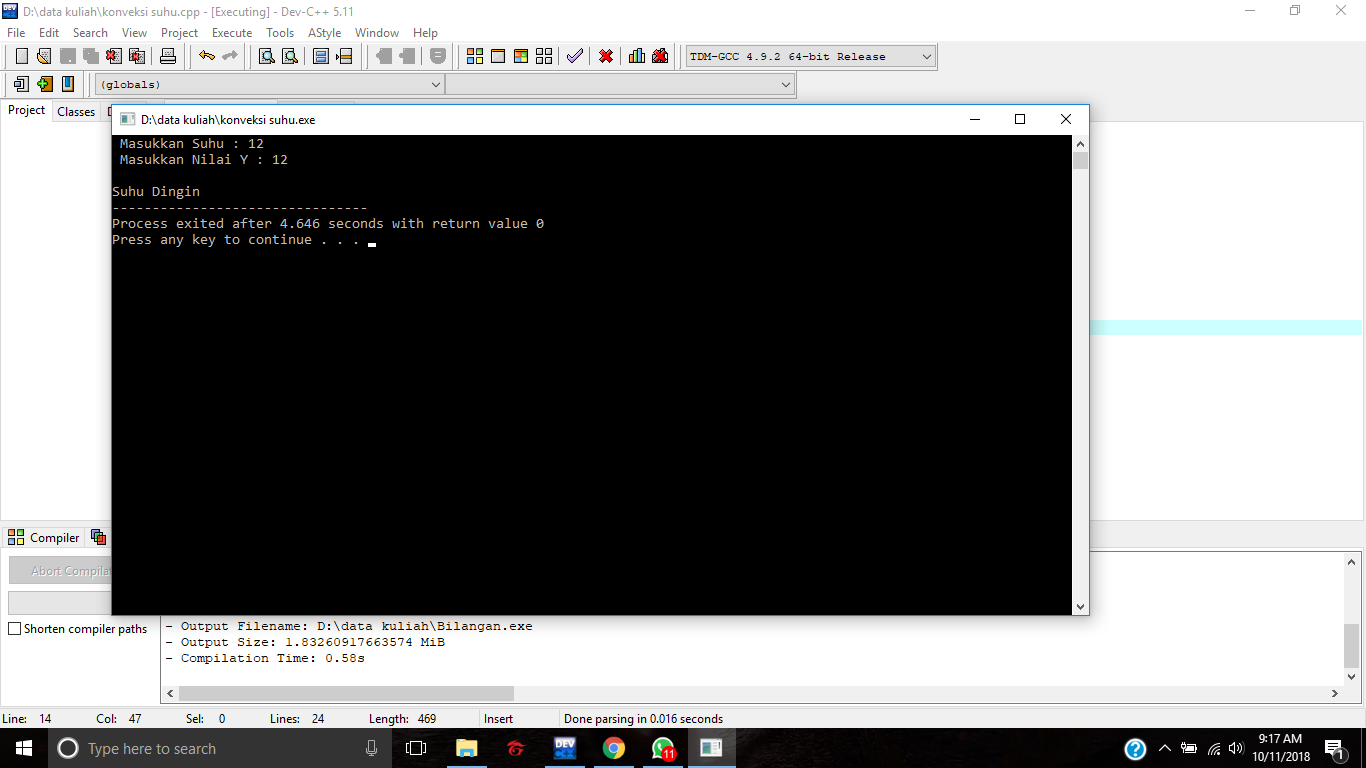 D:\data kuliah\konveksi suhu.cpp - [Executing] - Dev-C++ 5.11
File Edit Search View Project Execute Tools AStyle Window Help
TDM-GCC 4.9.2 64-bit Release
(globals)
Project Classes
D:\data kuliah\konveksi suhu.exe
Masukkan Suhu : 12
Masukkan Nilai Y : 12
Suhu Dingin
--------------------------------
Process exited after 4.646 seconds with return value 0
Press any key to continue . . .
Compiler
Abort
Shorten compiler paths
- Output Filename: D:\data kuliah\Bilangan.exe
- Output Size: 1.83260917663574 MiB
- Compilation Time: 0.58s
Line: 14 Col: 47 Sel: 0 Lines: 24 Length: 469 Insert Done parsing in 0.016 seconds
Type here to search
DEV
11
9:17 AM
10/11/2018
1